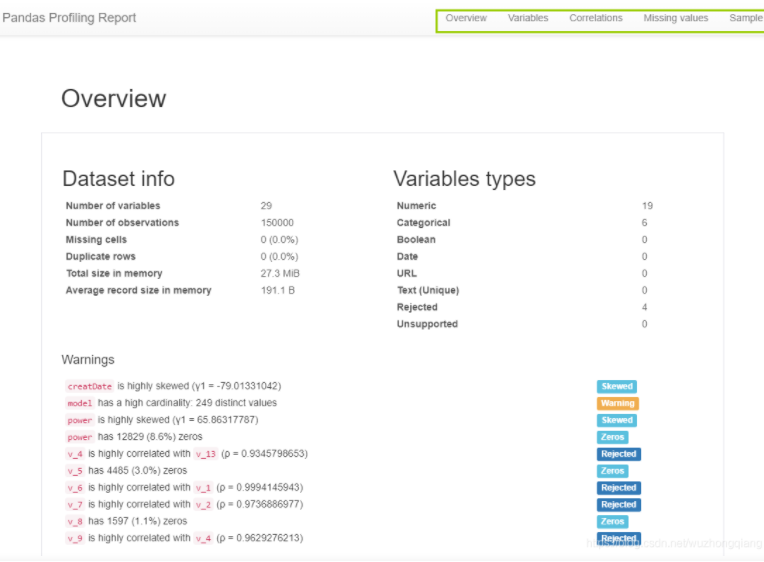 Pandas Profiling Report Overview Variables Correlations Missing values Sample
Overview
Dataset info
Number of variables 29
Number of observations 150000
Missing cells 0 (0.0%)
Duplicate rows 0 (0.0%)
Total size in memory 27.3 MiB
Average record size in memory 191.1 B
Variables types
Numeric 19
Categorical 6
Boolean 0
Date 0
URL 0
Text (Unique) 0
Rejected 4
Unsupported 0
Warnings
creatDate is highly skewed (γ1 = -79.01331042) Skewed
model has a high cardinality: 249 distinct values Warning
power is highly skewed (γ1 = 65.86317787) Skewed
power has 12829 (8.6%) zeros Zeros
v_4 is highly correlated with v_13 (ρ = 0.9345798653) Rejected
v_5 has 4485 (3.0%) zeros Zeros
v_6 is highly correlated with v_1 (ρ = 0.9994145943) Rejected
v_7 is highly correlated with v_2 (ρ = 0.9736886977) Rejected
v_8 has 1597 (1.1%) zeros Zeros
v_9 is highly correlated with v_4 (ρ = 0.9629276213) Rejected
https://blog.csdn.net/wuzhongqiang